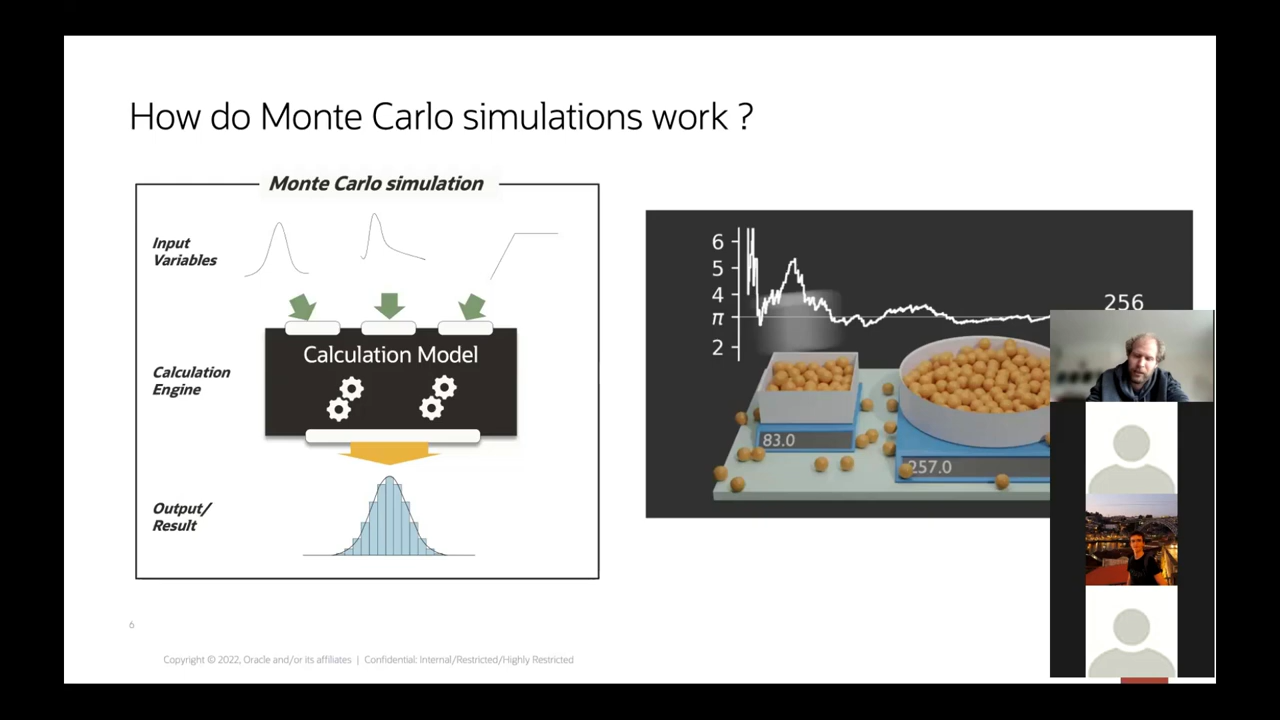 How do Monte Carlo simulations work ?
Monte Carlo simulation
Input
Variables
Calculation Model
Calculation
Engine
Output/
Result
6
5
4
π
2
256
83.0
257.0
6
Copyright © 2022, Oracle and/or its affiliates | Confidential: Internal/Restricted/Highly Restricted